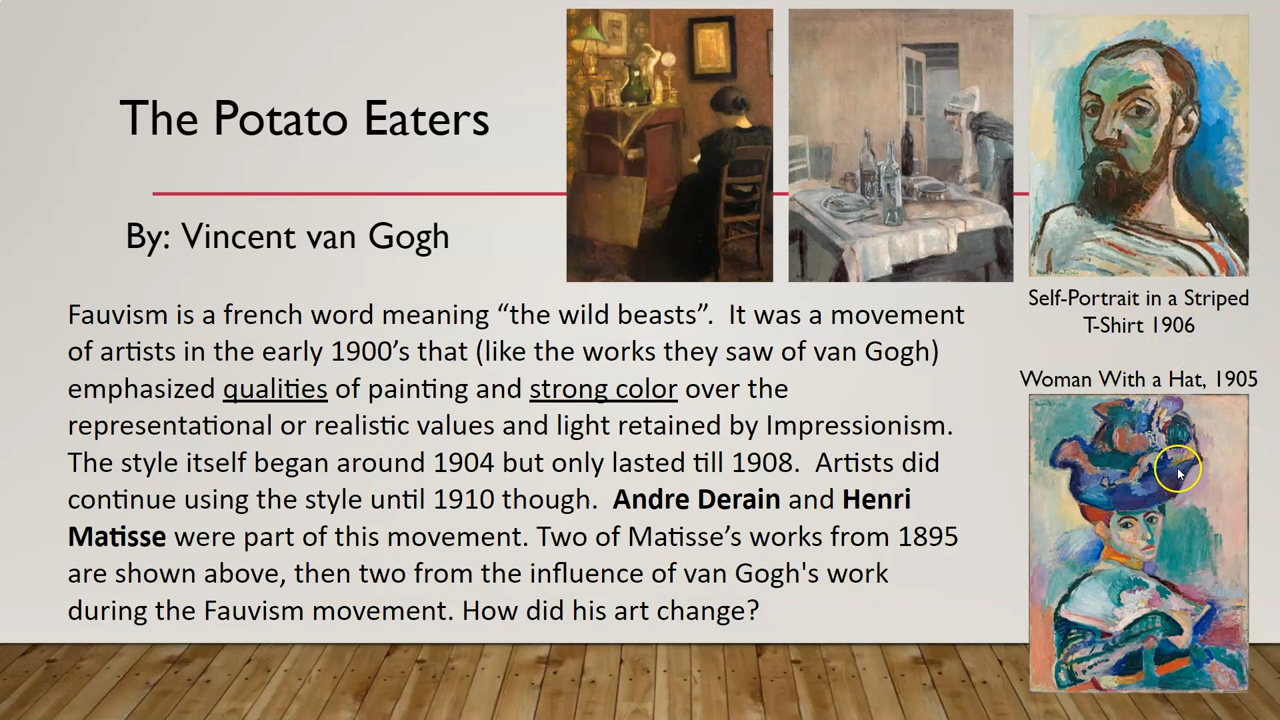 The Potato Eaters
By: Vincent van Gogh
Fauvism is a french word meaning “the wild beasts”.  It was a movement
of artists in the early 1900’s that (like the works they saw of van Gogh)
emphasized qualities of painting and strong color over the
representational or realistic values and light retained by Impressionism.
The style itself began around 1904 but only lasted till 1908.  Artists did
continue using the style until 1910 though.  Andre Derain and Henri
Matisse were part of this movement. Two of Matisse’s works from 1895
are shown above, then two from the influence of van Gogh's work
during the Fauvism movement. How did his art change?
Self-Portrait in a Striped
T-Shirt 1906
Woman With a Hat, 1905